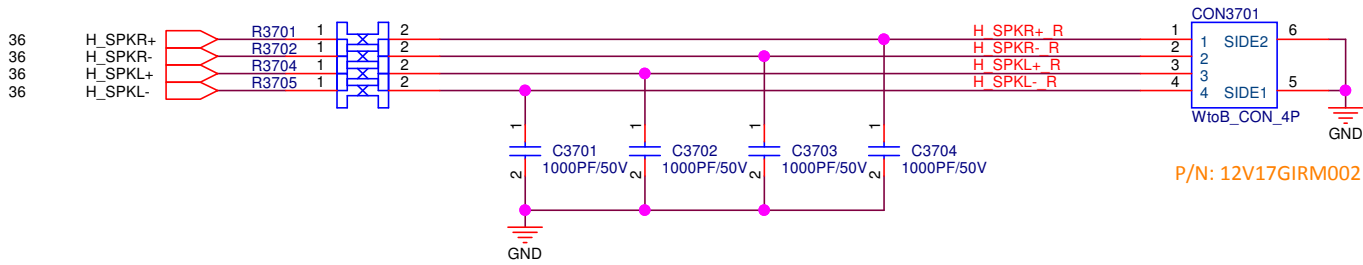 CON3701
36 H_SPKR+ R3701 1 2 H_SPKR+_R 1 1 SIDE2 6
36 H_SPKR- R3702 1 2 H_SPKR-_R 2 2
36 H_SPKL+ R3704 1 2 H_SPKL+_R 3 3
36 H_SPKL- R3705 1 2 H_SPKL-_R 4 4 SIDE1 5
WtoB_CON_4P
GND
1 1 1 1
C3701 C3702 C3703 C3704
1000PF/50V 1000PF/50V 1000PF/50V 1000PF/50V
2 2 2 2
P/N: 12V17GIRM002
GND